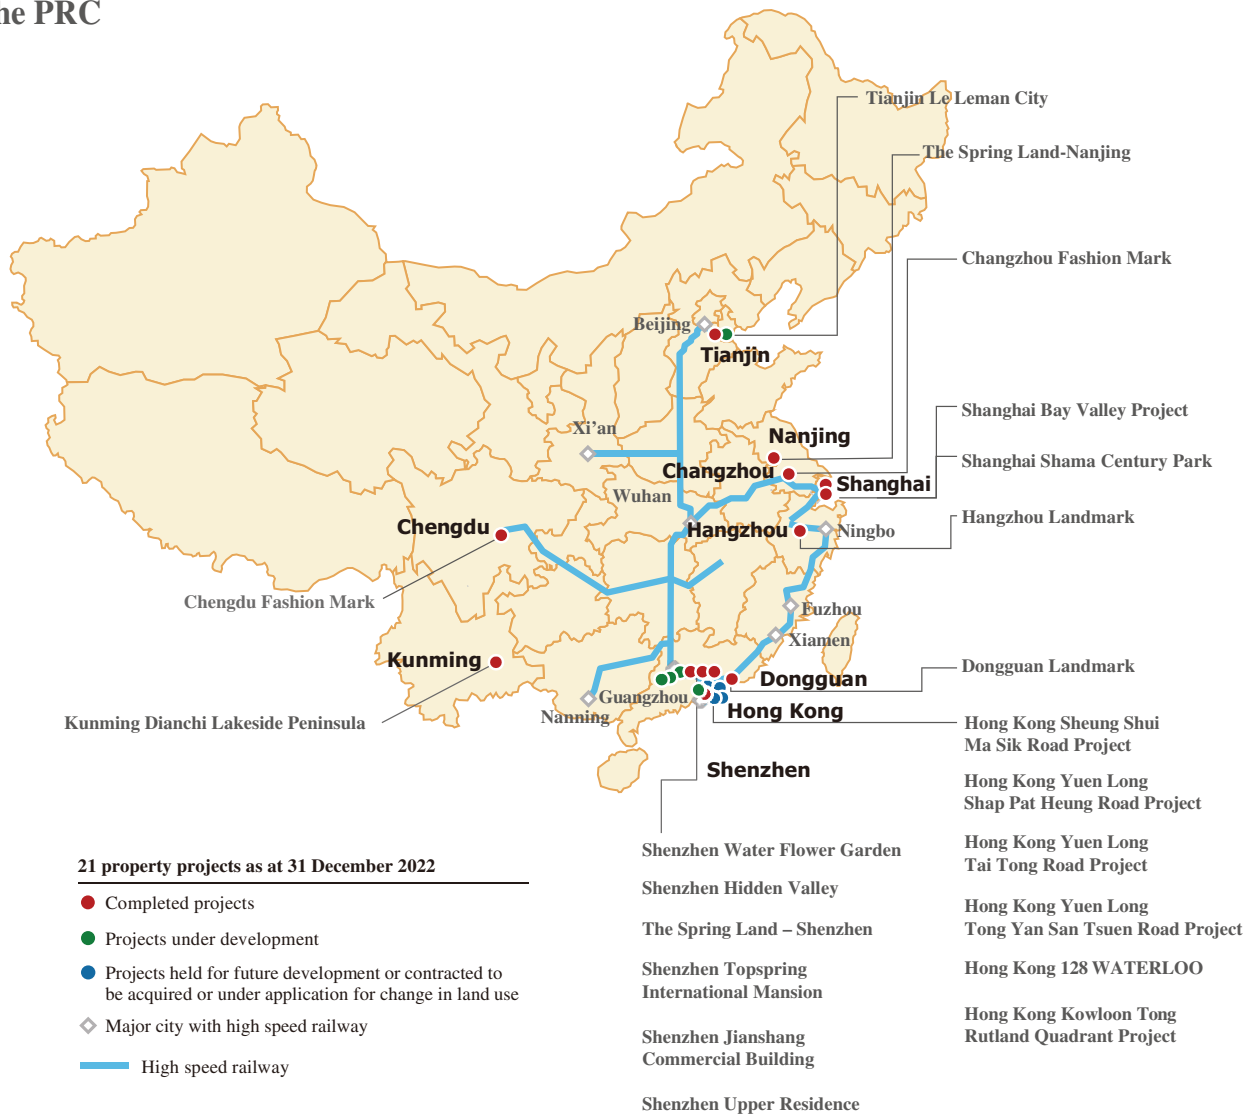 he PRC
Tianjin Le Leman City
The Spring Land-Nanjing
Changzhou Fashion Mark
Beijing
Tianjin
Shanghai Bay Valley Project
Xi’an
Nanjing
Shanghai Shama Century Park
Changzhou
Shanghai
Wuhan
Hangzhou Landmark
Chengdu
Hangzhou
Ningbo
Chengdu Fashion Mark
Fuzhou
Xiamen
Kunming
Dongguan Landmark
Dongguan
Guangzhou
Nanning
Hong Kong
Kunming Dianchi Lakeside Peninsula
Hong Kong Sheung Shui
Ma Sik Road Project
Shenzhen
Hong Kong Yuen Long
Shap Pat Heung Road Project
Hong Kong Yuen Long
Tai Tong Road Project
Hong Kong Yuen Long
Tong Yan San Tsuen Road Project
Hong Kong 128 WATERLOO
Hong Kong Kowloon Tong
Rutland Quadrant Project
Shenzhen Water Flower Garden
Shenzhen Hidden Valley
The Spring Land – Shenzhen
Shenzhen Topspring
International Mansion
Shenzhen Jianshang
Commercial Building
Shenzhen Upper Residence
21 property projects as at 31 December 2022
Completed projects
Projects under development
Projects held for future development or contracted to
be acquired or under application for change in land use
Major city with high speed railway
High speed railway